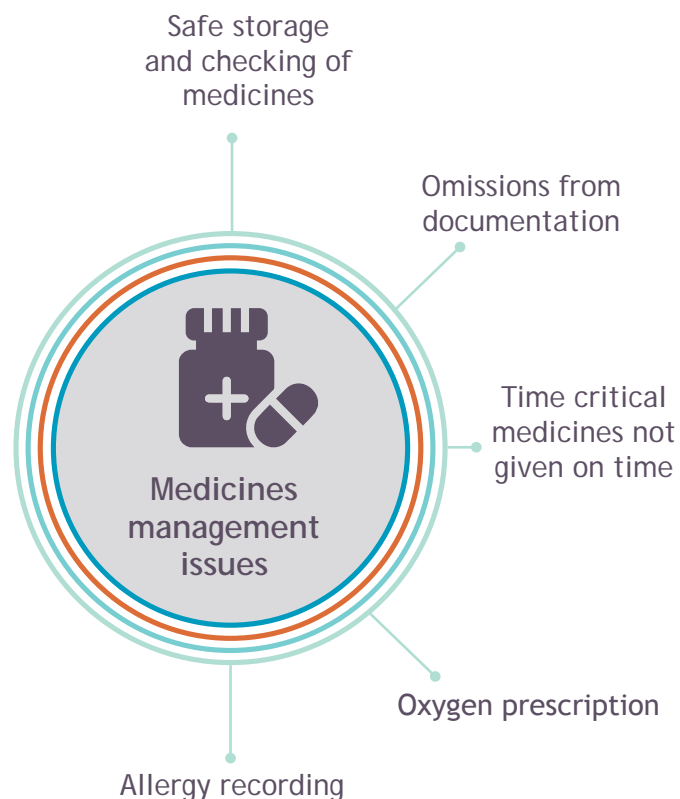 Safe storage
and checking of
medicines
Omissions from
documentation
Time critical
medicines not
given on time
Medicines
management
issues
Oxygen prescription
Allergy recording